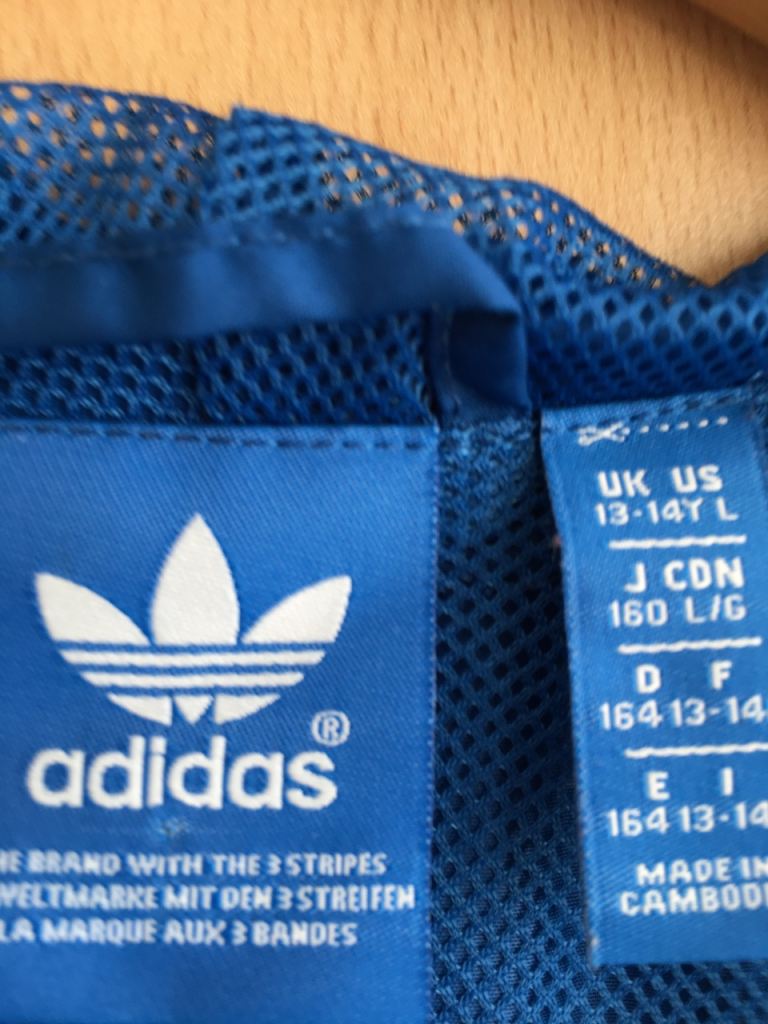 adidas®
HE BRAND WITH THE 3 STRIPES
WELTMARKE MIT DEN 3 STREIFEN
LA MARQUE AUX 3 BANDES
UK US
13-14Y L
J CDN
160 L/G
D F
164 13-14
E I
164 13-14
MADE IN
CAMBODI